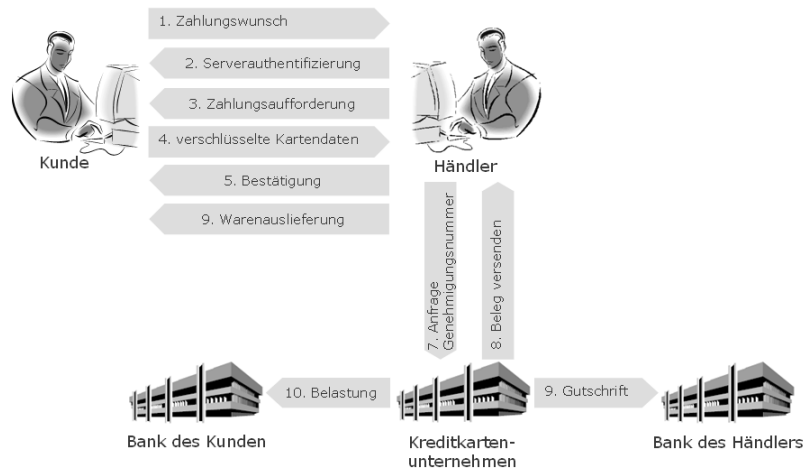 1. Zahlungswunsch
2. Serverauthentifizierung
3. Zahlungsaufforderung
4. verschlüsselte Kartendaten
5. Bestätigung
9. Warenauslieferung
Kunde
Händler
7. Anfrage
Genehmigungsnummer
8. Beleg versenden
10. Belastung
9. Gutschrift
Bank des Kunden
Kreditkarten-
unternehmen
Bank des Händlers